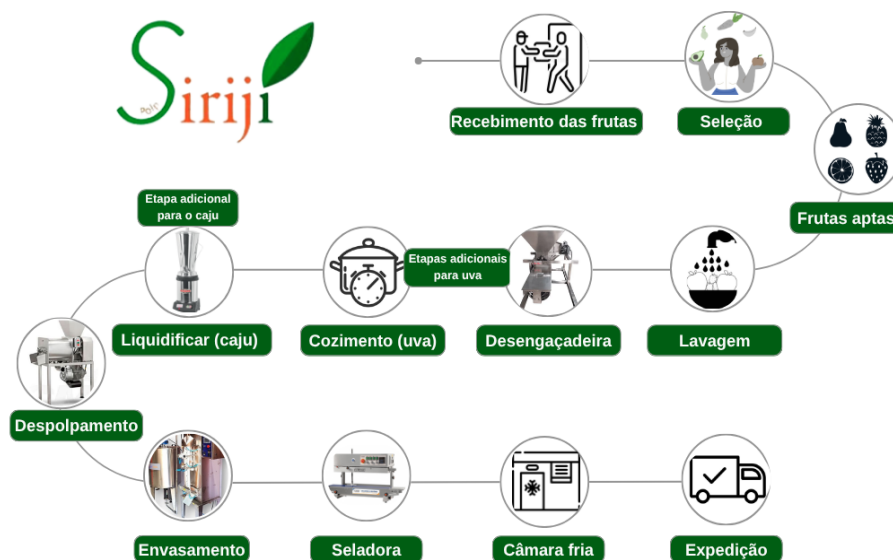 Siriji
Recebimento das frutas
Seleção
Frutas aptas
Etapa adicional
para o caju
Etapas adicionais
para uva
Liquidificar (caju)
Cozimento (uva)
Desengaçadeira
Lavagem
Despolpamento
Envasamento
Seladora
Câmara fria
Expedição